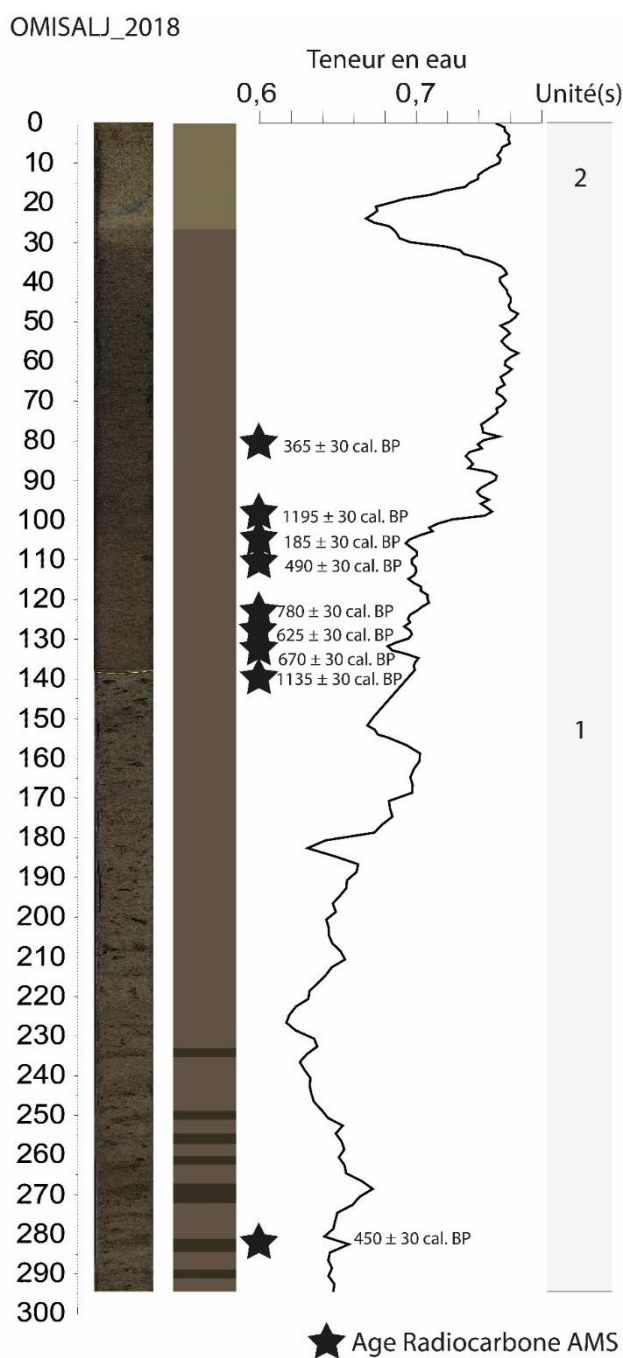 OMISALJ_2018
Teneur en eau
0,6 0,7 Unité(s)
0
10
2
20
30
40
50
60
70
80
365 ± 30 cal. BP
90
100
1195 ± 30 cal. BP
185 ± 30 cal. BP
110
490 ± 30 cal. BP
120
780 ± 30 cal. BP
130
625 ± 30 cal. BP
670 ± 30 cal. BP
140
1135 ± 30 cal. BP
150
1
160
170
180
190
200
210
220
230
240
250
260
270
280
450 ± 30 cal. BP
290
300
Age Radiocarbone AMS